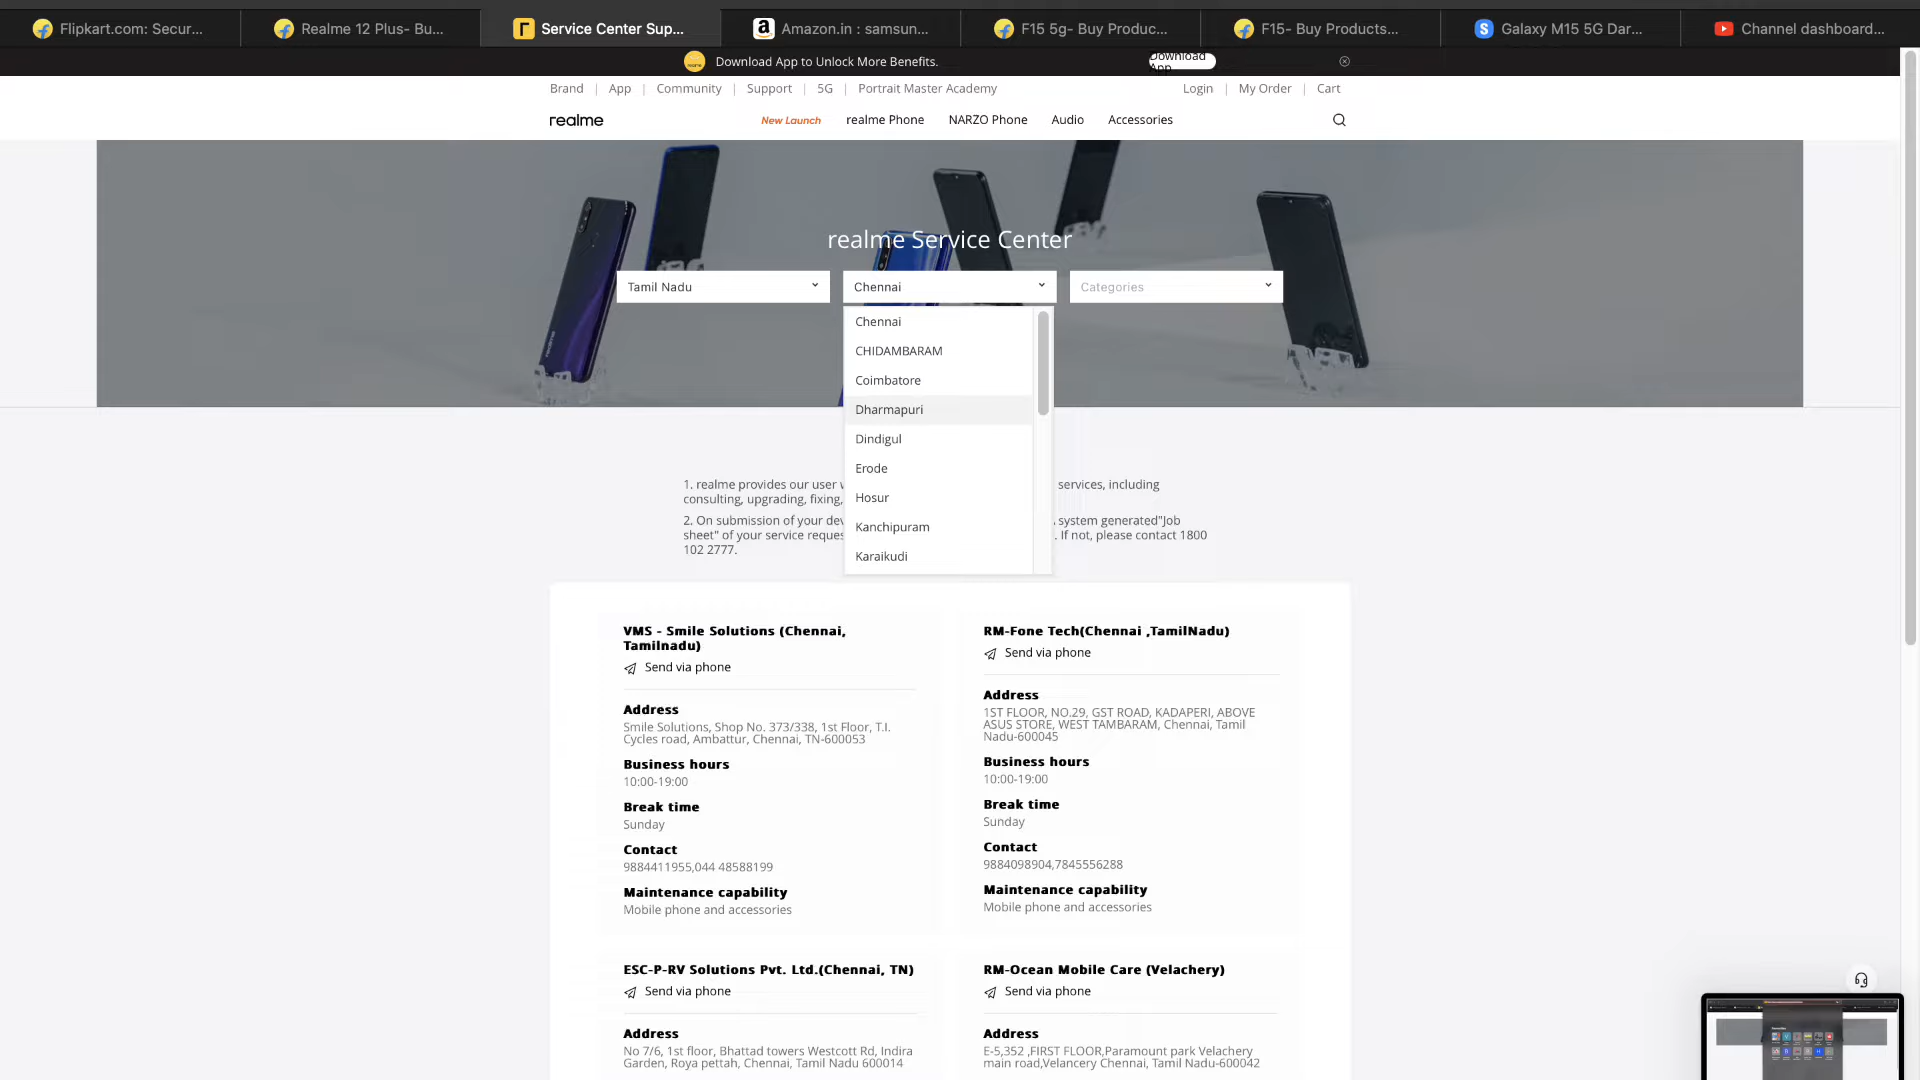 Flipkart.com: Secur...
Realme 12 Plus- Bu...
Service Center Sup...
Amazon.in : samsun...
F15 5g- Buy Produc...
F15- Buy Products...
Galaxy M15 5G Dar...
Channel dashboard...
Download App to Unlock More Benefits.
Download App
Brand | App | Community | Support | 5G | Portrait Master Academy
Login | My Order | Cart
realme
New Launch realme Phone NARZO Phone Audio Accessories
realme Service Center
Tamil Nadu
Chennai
Categories
Chennai
CHIDAMBARAM
Coimbatore
Dharmapuri
Dindigul
Erode
Hosur
Kanchipuram
Karaikudi
1. realme provides our user services, including
consulting, upgrading, fixing,
2. On submission of your system generated"Job
sheet" of your service If not, please contact 1800
102 2777.
VMS - Smile Solutions (Chennai,
Tamilnadu)
Send via phone
Address
Smile Solutions, Shop No. 373/338, 1st Floor, T.I.
Cycles road, Ambattur, Chennai, TN-600053
Business hours
10:00-19:00
Break time
Sunday
Contact
9884411955,044 48588199
Maintenance capability
Mobile phone and accessories
RM-Fone Tech(Chennai ,TamilNadu)
Send via phone
Address
1ST FLOOR, NO.29, GST ROAD, KADAPERI, ABOVE
ASUS STORE, WEST TAMBARAM, Chennai, Tamil
Nadu-600045
Business hours
10:00-19:00
Break time
Sunday
Contact
9884098904,7845556288
Maintenance capability
Mobile phone and accessories
ESC-P-RV Solutions Pvt. Ltd.(Chennai, TN)
Send via phone
Address
No 7/6, 1st floor, Bhattad towers Westcott Rd, Indira
Garden, Roya pettah, Chennai, Tamil Nadu 600014
RM-Ocean Mobile Care (Velachery)
Send via phone
Address
E-5,352 ,FIRST FLOOR,Paramount park Velachery
main road,Velancery Chennai, Tamil Nadu-600042